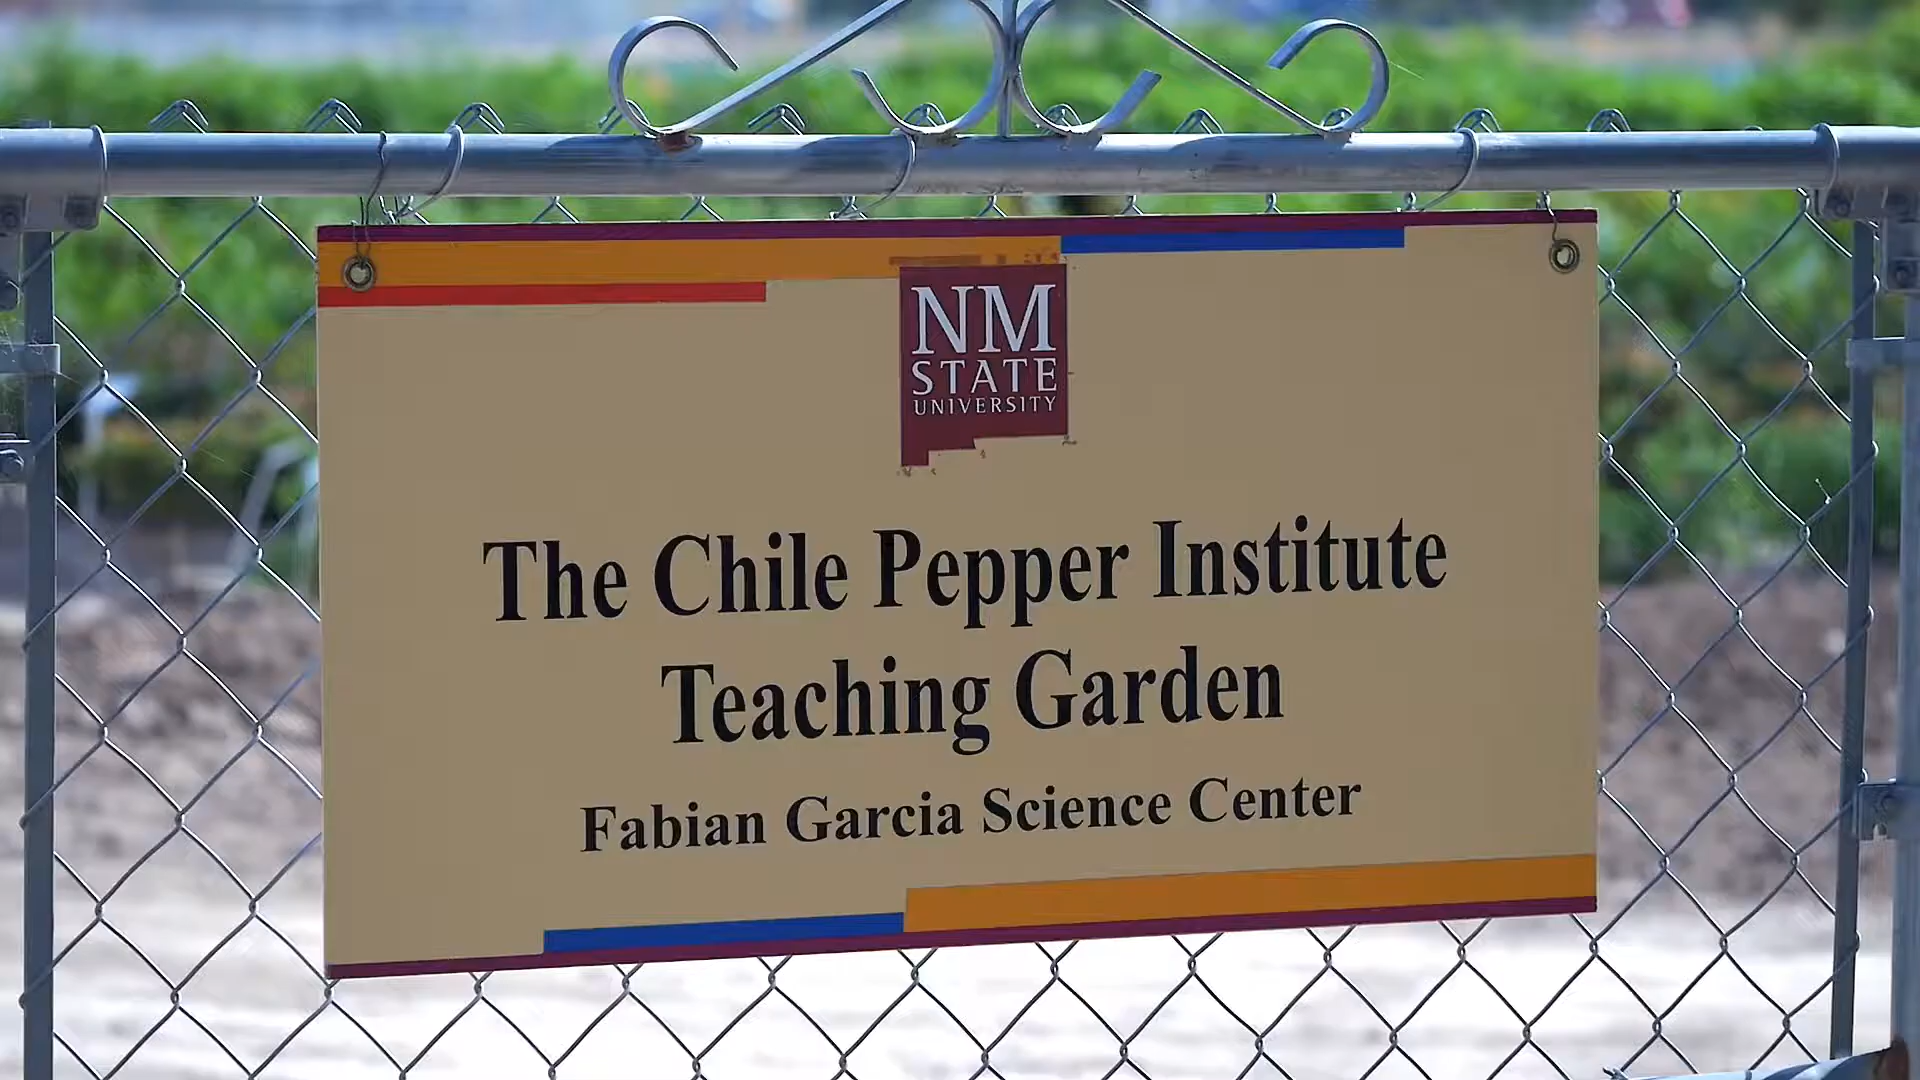 NM
STATE
UNIVERSITY
The Chile Pepper Institute
Teaching Garden
Fabian Garcia Science Center